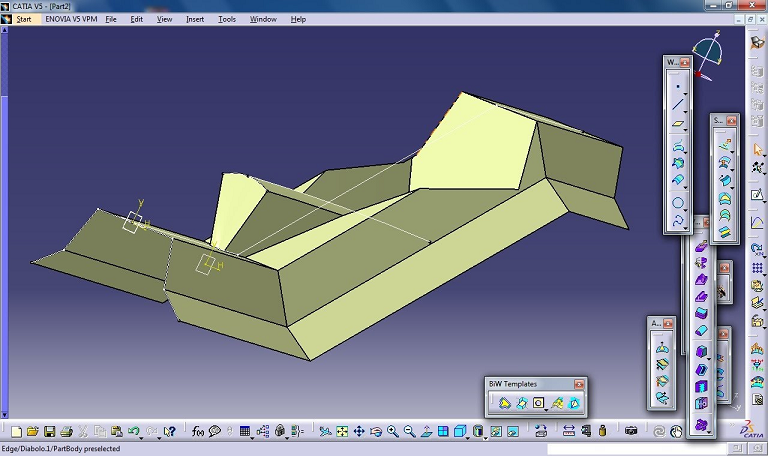 CATIA V5 - [Part2]
Start ENOVIA V5 VPM File Edit View Insert Tools Window Help
W...
S...
y
H
H
A...
BiW Templates
f(x)
CATIA
Edge/Diabolo.1/PartBody preselected